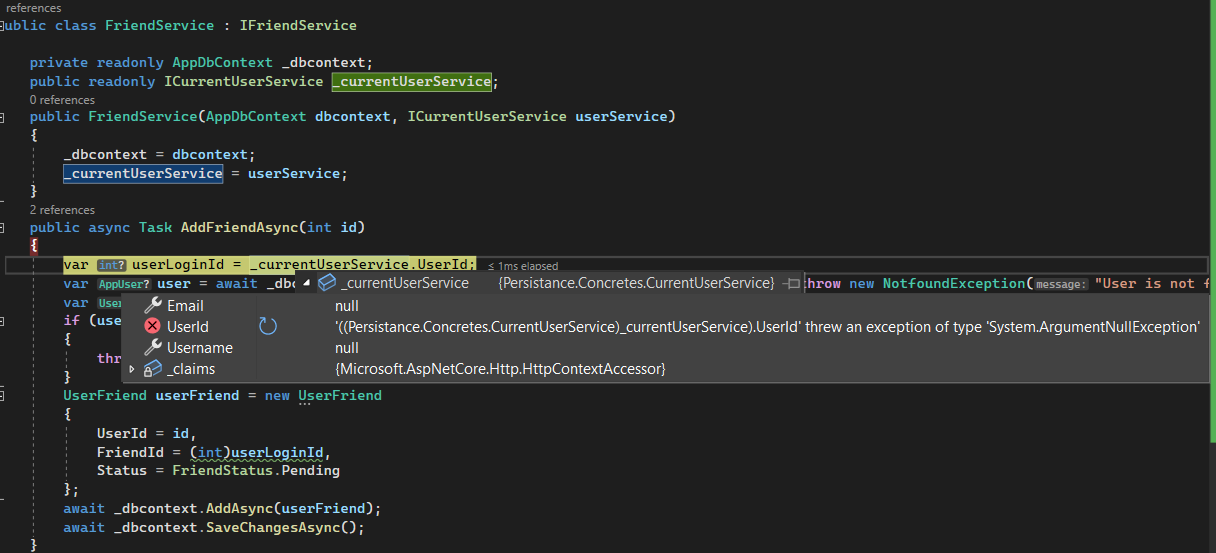 references
ublic class FriendService : IFriendService
private readonly AppDbContext _dbcontext;
public readonly ICurrentUserService _currentUserService;
0 references
public FriendService(AppDbContext dbcontext, ICurrentUserService userService)
{
_dbcontext = dbcontext;
_currentUserService = userService;
}
2 references
public async Task AddFriendAsync(int id)
{
var int? userLoginId = _currentUserService.UserId; ≤ 1ms elapsed
var AppUser? user = await _dbc _currentUserService {Persistance.Concretes.CurrentUserService} hrow new NotfoundException(message: "User is not f
var User
Email null
if (use UserId '((Persistance.Concretes.CurrentUserService)_currentUserService).UserId' threw an exception of type 'System.ArgumentNullException'
{ Username null
thr _claims {Microsoft.AspNetCore.Http.HttpContextAccessor}
}
UserFriend userFriend = new UserFriend
{
UserId = id,
FriendId = (int)userLoginId,
Status = FriendStatus.Pending
};
await _dbcontext.AddAsync(userFriend);
await _dbcontext.SaveChangesAsync();
}